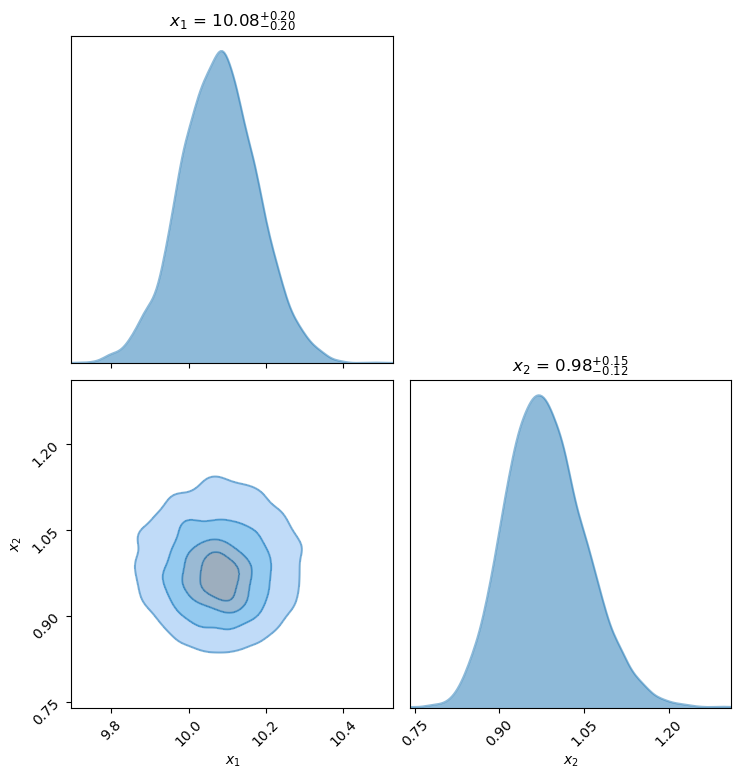 x₁ = 10.08⁺⁰·²⁰₋₀.₂₀
x₂ = 0.98⁺⁰·¹⁵₋₀.₁₂
1.20
1.05
0.90
0.75
x₂
9.8 10.0 10.2 10.4
x₁
0.75 0.90 1.05 1.20
x₂